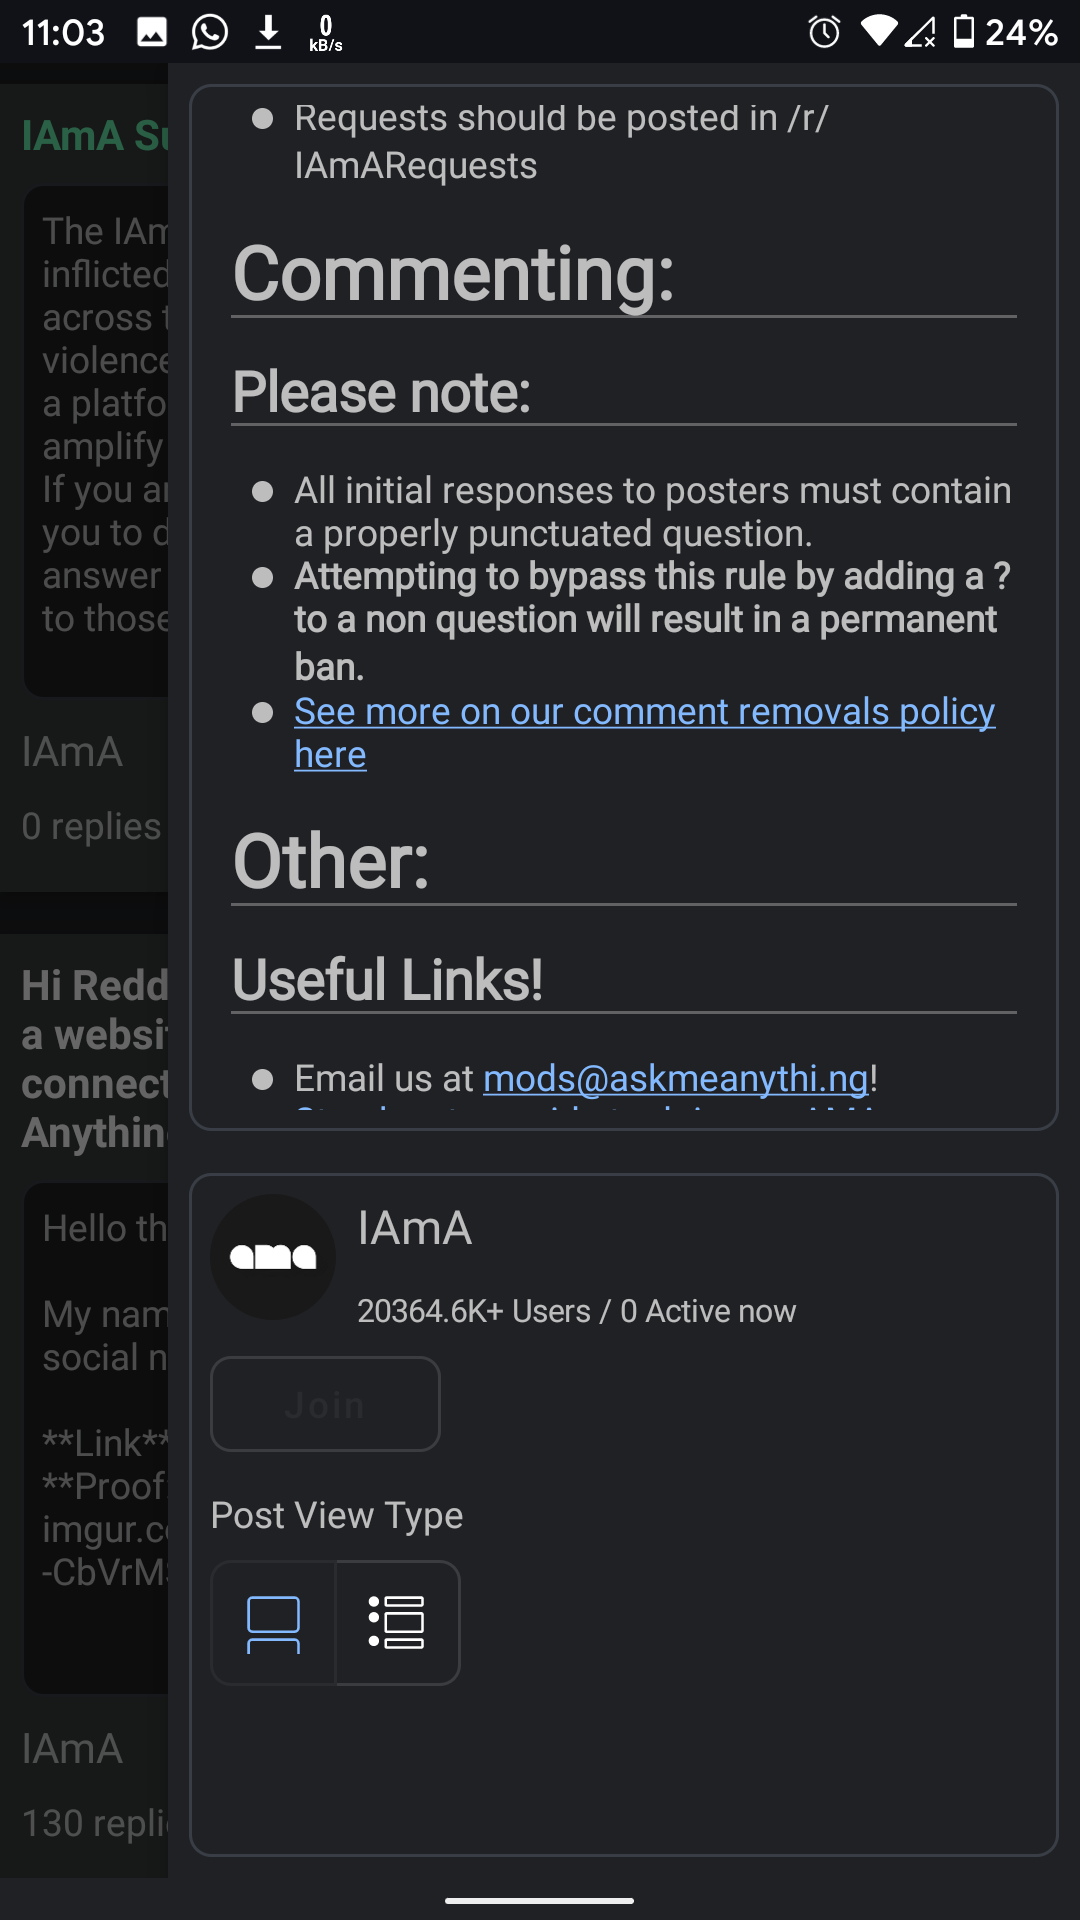 11:03
0
kB/s
24%
IAmA Su
The IAm
inflicted
across t
violence
a platfo
amplify
If you ar
you to d
answer
to those
IAmA
0 replies
Hi Redd
a websi
connect
Anythin
Hello th
My nam
social n
**Link**
**Proof:
imgur.co
-CbVrM
IAmA
130 repli
Requests should be posted in /r/
IAmARequests
Commenting:
Please note:
All initial responses to posters must contain
a properly punctuated question.
Attempting to bypass this rule by adding a ?
to a non question will result in a permanent
ban.
See more on our comment removals policy
here
Other:
Useful Links!
Email us at mods@askmeanythi.ng!
ama
IAmA
20364.6K+ Users / 0 Active now
Join
Post View Type